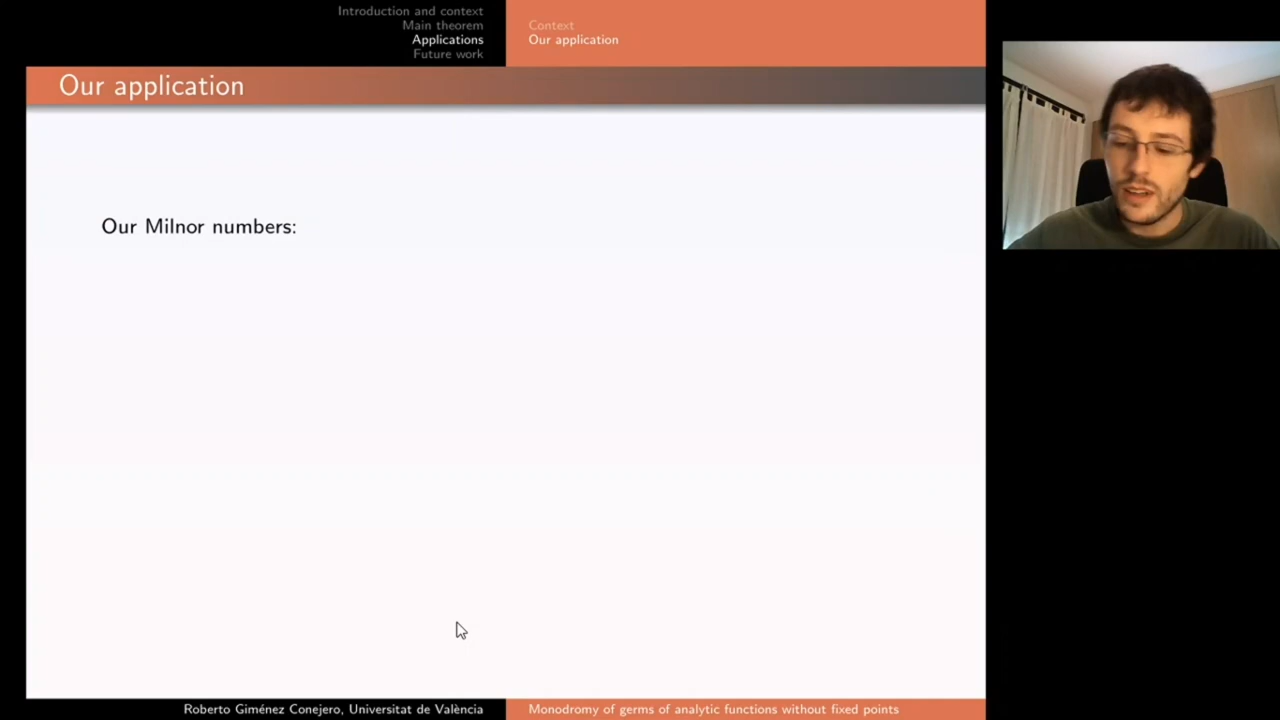 Introduction and context
Main theorem
Applications
Future work
Context
Our application
Our application
Our Milnor numbers:
Roberto Giménez Conejero, Universitat de València
Monodromy of germs of analytic functions without fixed points